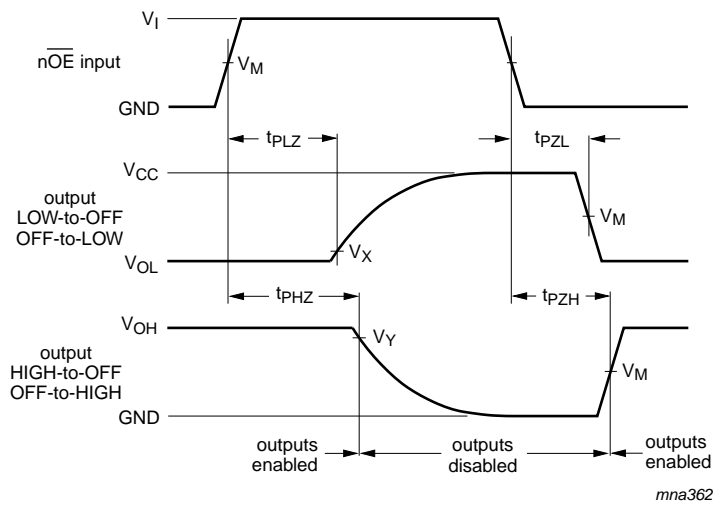 V_I
nOE input
V_M
GND
t_PLZ
t_PZL
V_CC
output
LOW-to-OFF
OFF-to-LOW
V_M
V_X
V_OL
t_PHZ
t_PZH
V_OH
V_Y
output
HIGH-to-OFF
OFF-to-HIGH
V_M
GND
outputs
enabled
outputs
disabled
outputs
enabled
mna362